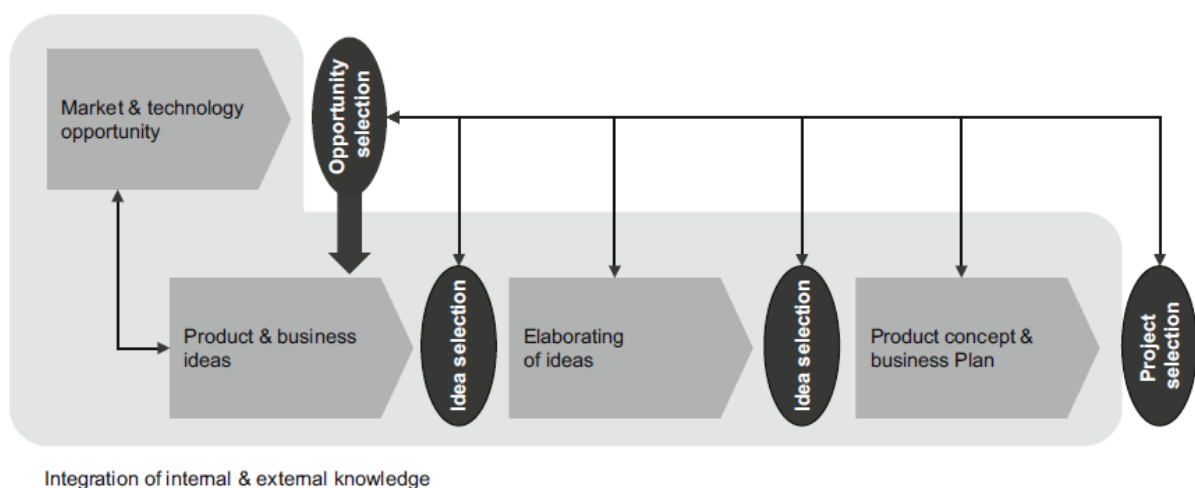 Market & technology
opportunity
Opportunity
selection
Product & business
ideas
Idea selection
Elaborating
of ideas
Idea selection
Product concept &
business Plan
Project
selection
Integration of internal & external knowledge